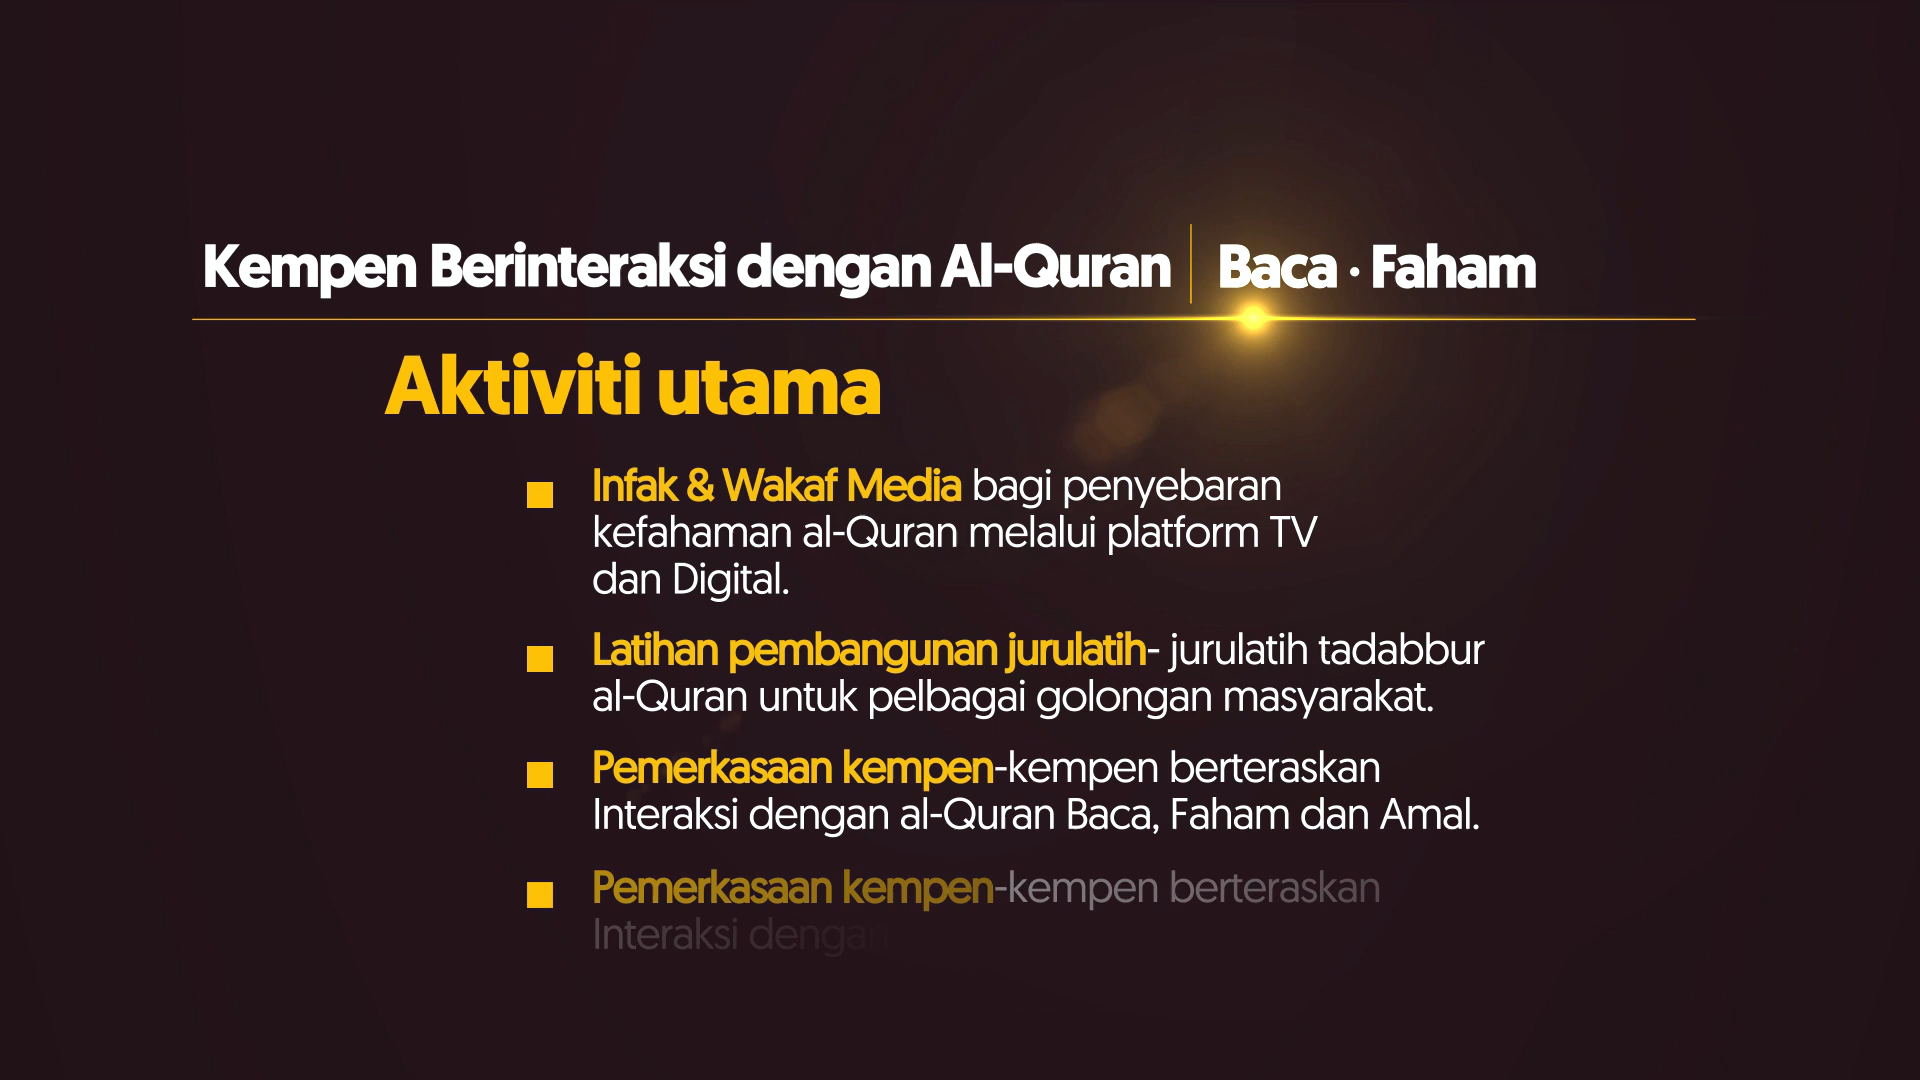 Kempen Berinteraksi dengan Al-Quran Baca · Faham
Aktiviti utama
Infak & Wakaf Media bagi penyebaran
kefahaman al-Quran melalui platform TV
dan Digital.
Latihan pembangunan jurulatih- jurulatih tadabbur
al-Quran untuk pelbagai golongan masyarakat.
Pemerkasaan kempen-kempen berteraskan
Interaksi dengan al-Quran Baca, Faham dan Amal.
Pemerkasaan kempen-kempen berteraskan
Interaksi dengan